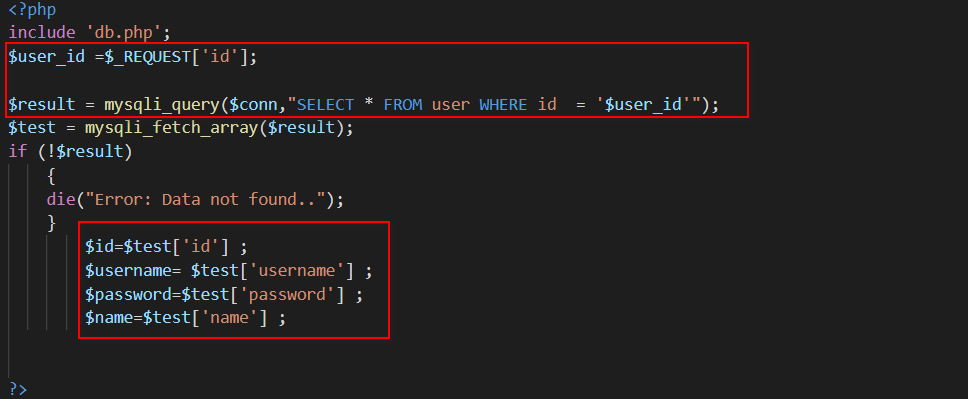 <?php
include 'db.php';
$user_id =$_REQUEST['id'];
$result = mysqli_query($conn,"SELECT * FROM user WHERE id  = '$user_id'");
$test = mysqli_fetch_array($result);
if (!$result)
    {
    die("Error: Data not found..");
    }
        $id=$test['id'] ;
        $username= $test['username'] ;
        $password=$test['password'] ;
        $name=$test['name'] ;
?>